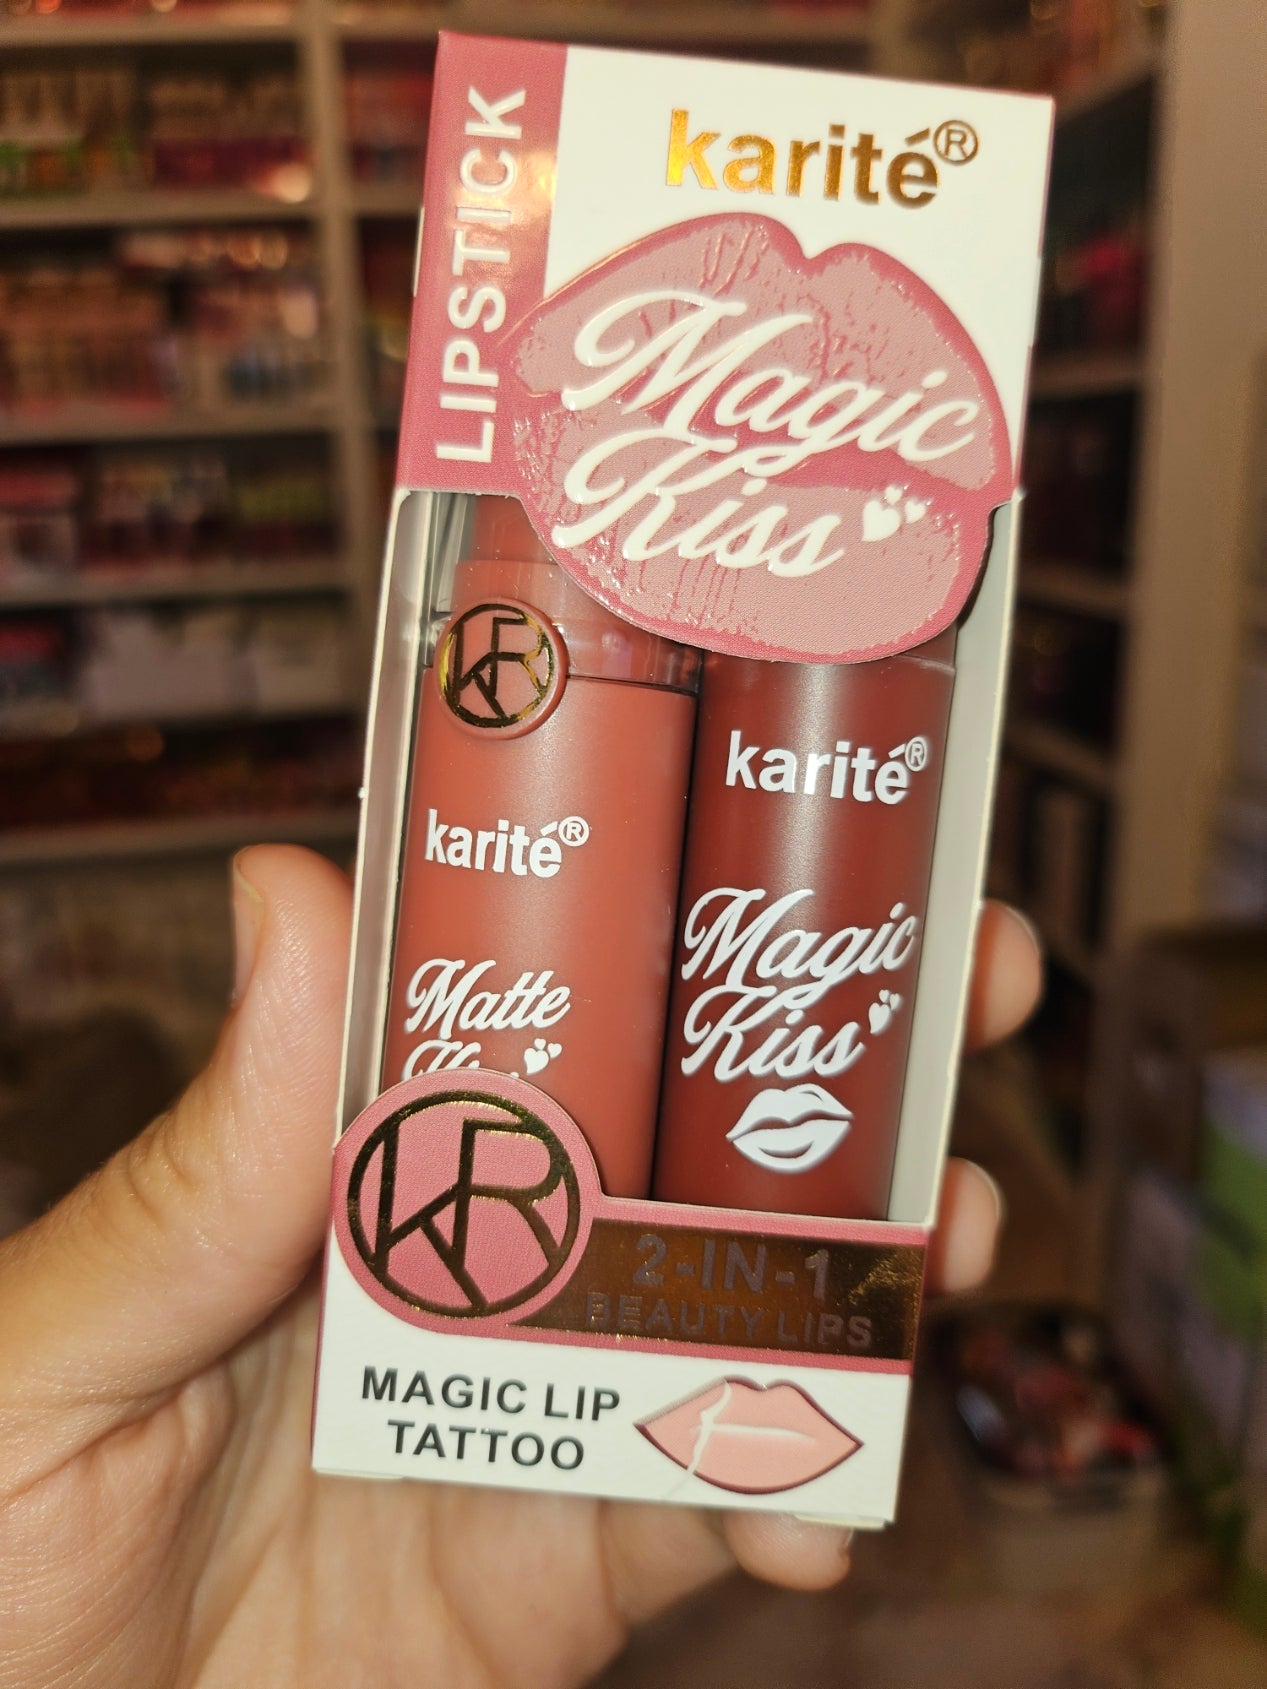 LIPSTICK
karité®
Magic
Kiss
KR
karité®
Matte
karité®
Magic
Kiss
KR
2-IN-1
BEAUTY LIPS
MAGIC LIP
TATTOO